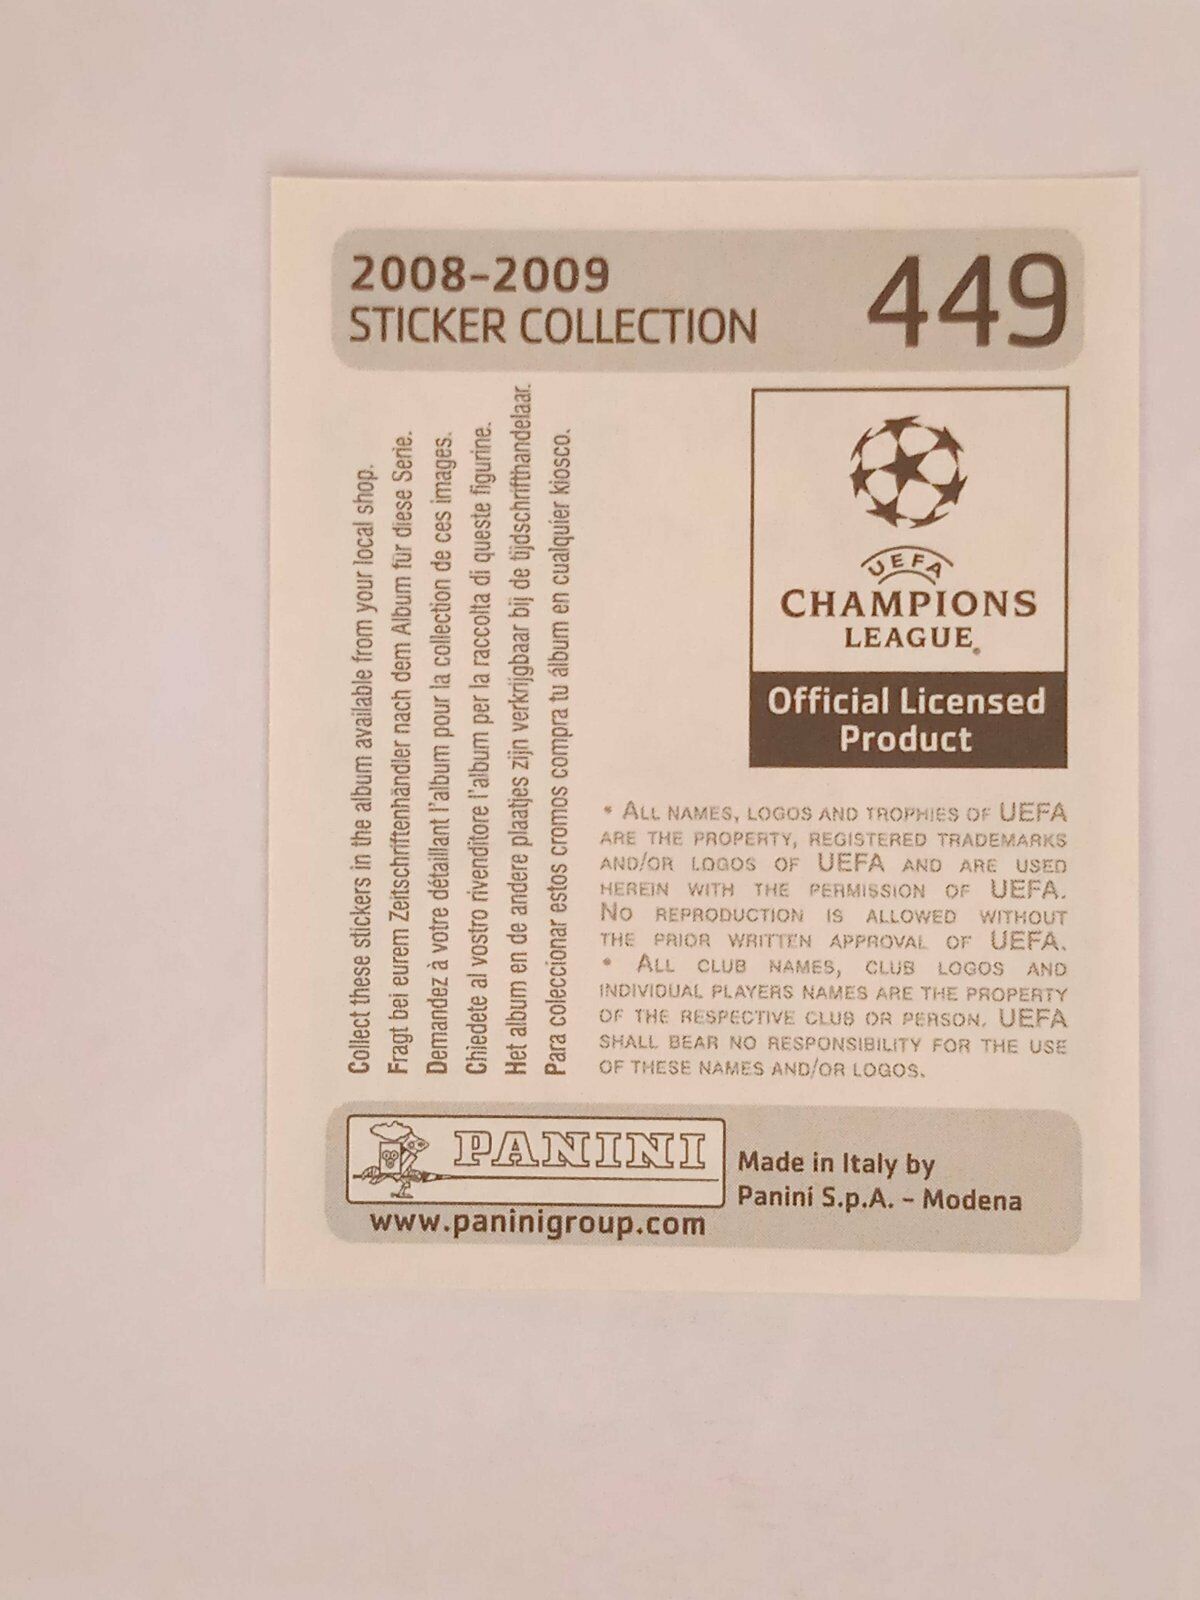 2008-2009
STICKER COLLECTION
449
Collect these stickers in the album available from your local shop.
Fragt bei eurem Zeitschriftenhändler nach dem Album für diese Serie.
Demandez à votre détaillant l'album pour la collection de ces images.
Chiedete al vostro rivenditore l'album per la raccolta di queste figurine.
Het album en de andere plaatjes zijn verkrijgbaar bij de tijdschrifthandelaar.
Para coleccionar estos cromos compra tu álbum en cualquier kiosco.
UEFA
CHAMPIONS
LEAGUE®
Official Licensed
Product
• ALL NAMES, LOGOS AND TROPHIES OF UEFA
ARE THE PROPERTY, REGISTERED TRADEMARKS
AND/OR LOGOS OF UEFA AND ARE USED
HEREIN WITH THE PERMISSION OF UEFA.
NO REPRODUCTION IS ALLOWED WITHOUT
THE PRIOR WRITTEN APPROVAL OF UEFA.
• ALL CLUB NAMES, CLUB LOGOS AND
INDIVIDUAL PLAYERS NAMES ARE THE PROPERTY
OF THE RESPECTIVE CLUB OR PERSON. UEFA
SHALL BEAR NO RESPONSIBILITY FOR THE USE
OF THESE NAMES AND/OR LOGOS.
PANINI
www.paninigroup.com
Made in Italy by
Panini S.p.A. - Modena